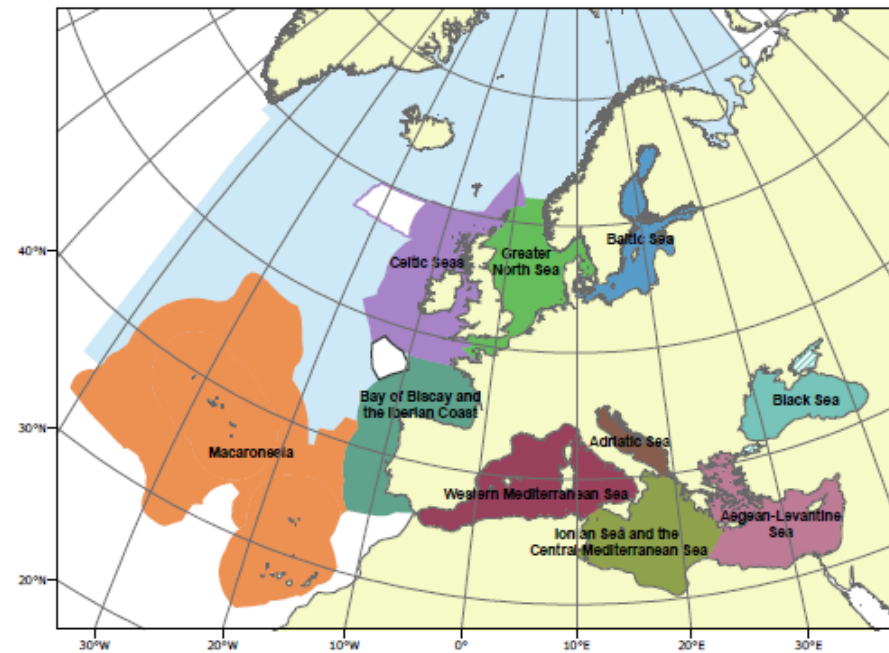 40°N
30°N
20°N
Celtic Seas
Greater
North Sea
Baltic Sea
Bay of Biscay and
the Iberian Coast
Black Sea
Macaronesia
Adriatic Sea
Western Mediterranean Sea
Aegean-Levantine
Sea
Ionian Sea and the
Central Mediterranean Sea
30°W
20°W
10°W
0°
10°E
20°E
30°E